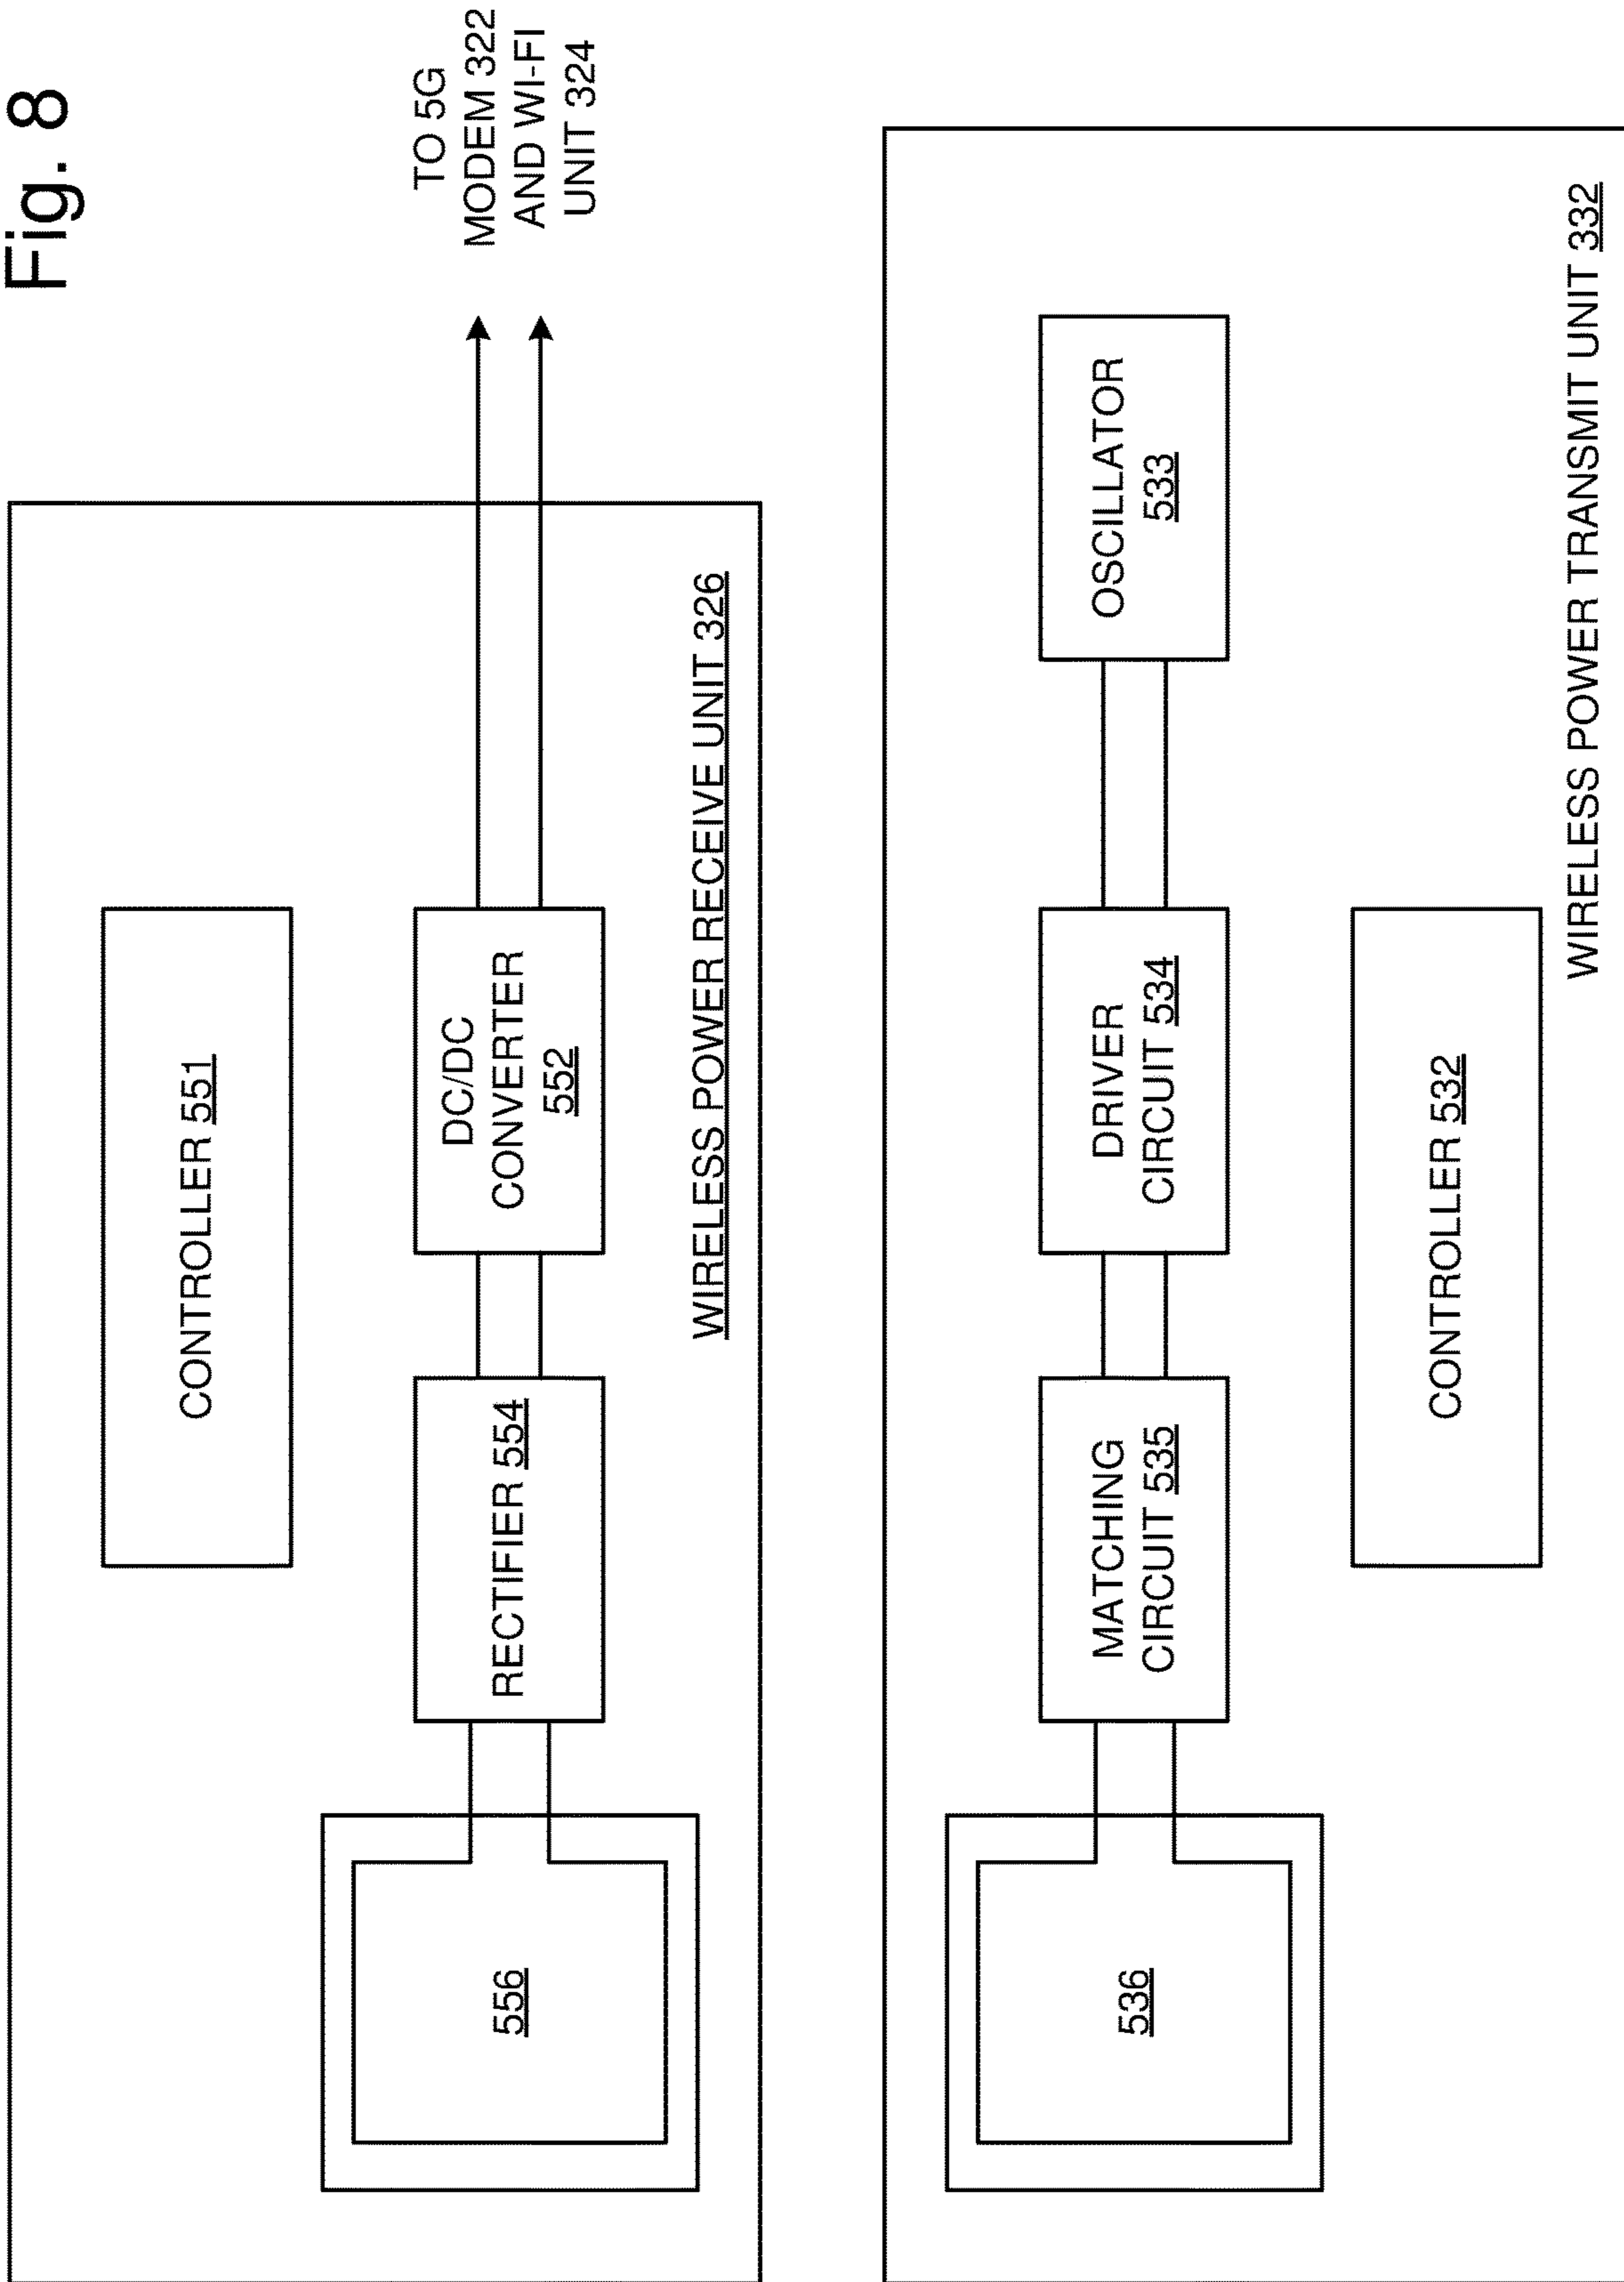 Fig. 8
TO 5G
MODEM 322
AND WI-FI
UNIT 324
CONTROLLER 551
556
RECTIFIER 554
DC/DC
CONVERTER
552
WIRELESS POWER RECEIVE UNIT 326
536
MATCHING
CIRCUIT 535
DRIVER
CIRCUIT 534
OSCILLATOR
533
CONTROLLER 532
WIRELESS POWER TRANSMIT UNIT 332